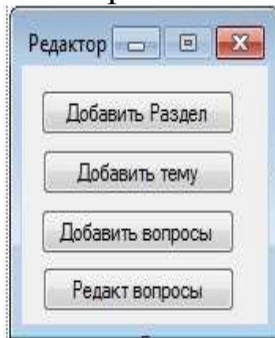 Редактор
Добавить Раздел
Добавить тему
Добавить вопросы
Редакт вопросы